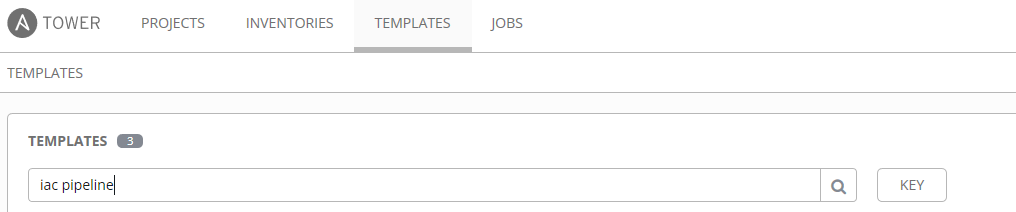 TOWER PROJECTS INVENTORIES TEMPLATES JOBS
TEMPLATES
TEMPLATES 3
iac pipeline KEY